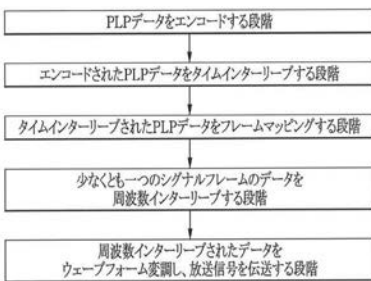 PLPデータをエンコードする段階
エンコードされたPLPデータをタイムインターリーブする段階
タイムインターリーブされたPLPデータをフレームマッピングする段階
少なくとも一つのシグナルフレームのデータを
周波数インターリーブする段階
周波数インターリーブされたデータを
ウェーブフォーム変調し、放送信号を伝送する段階